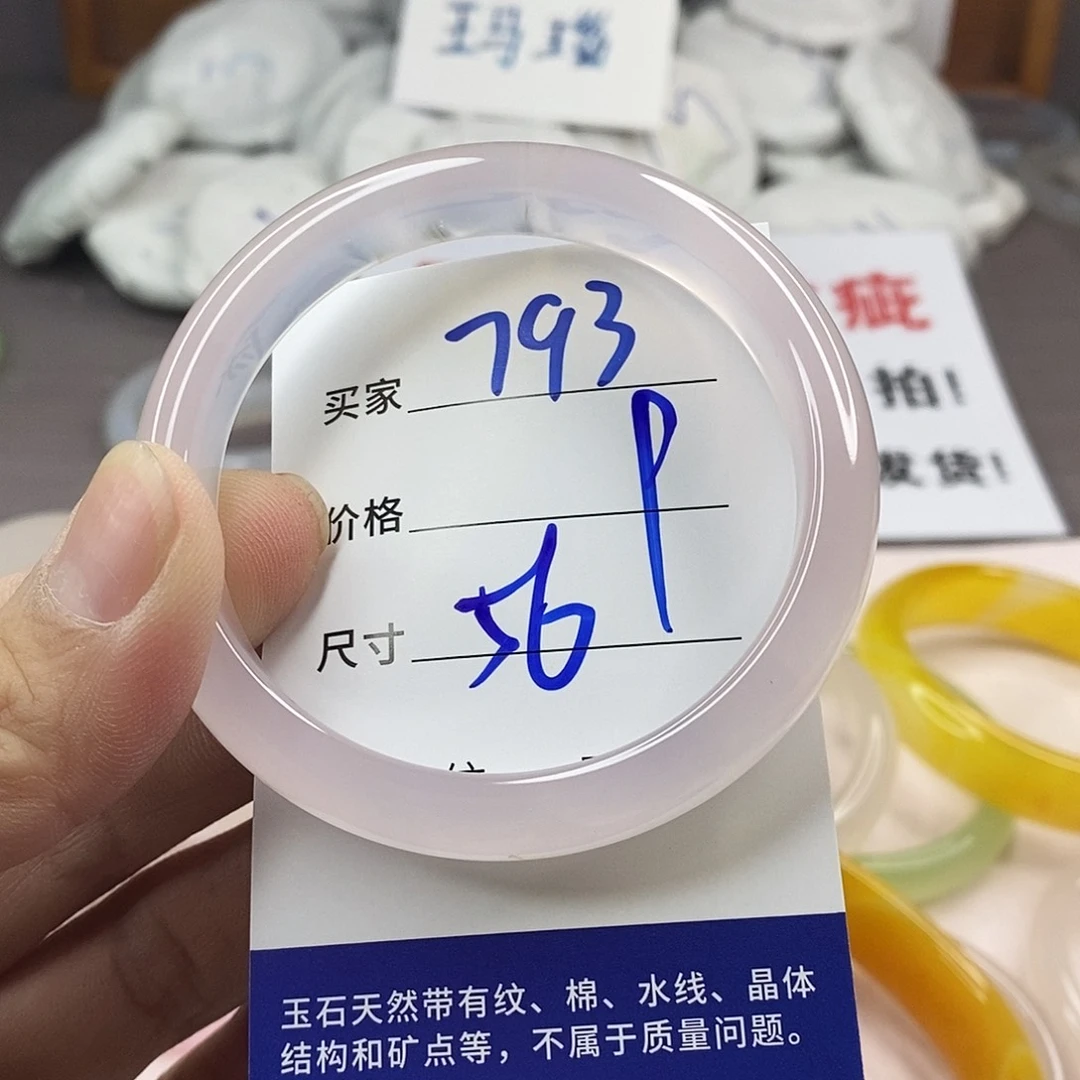 玉玛瑙
疵
拍！
发货！
买家 793
价格
尺寸 56
P
玉石天然带有纹、棉、水线、晶体
结构和矿点等，不属于质量问题。